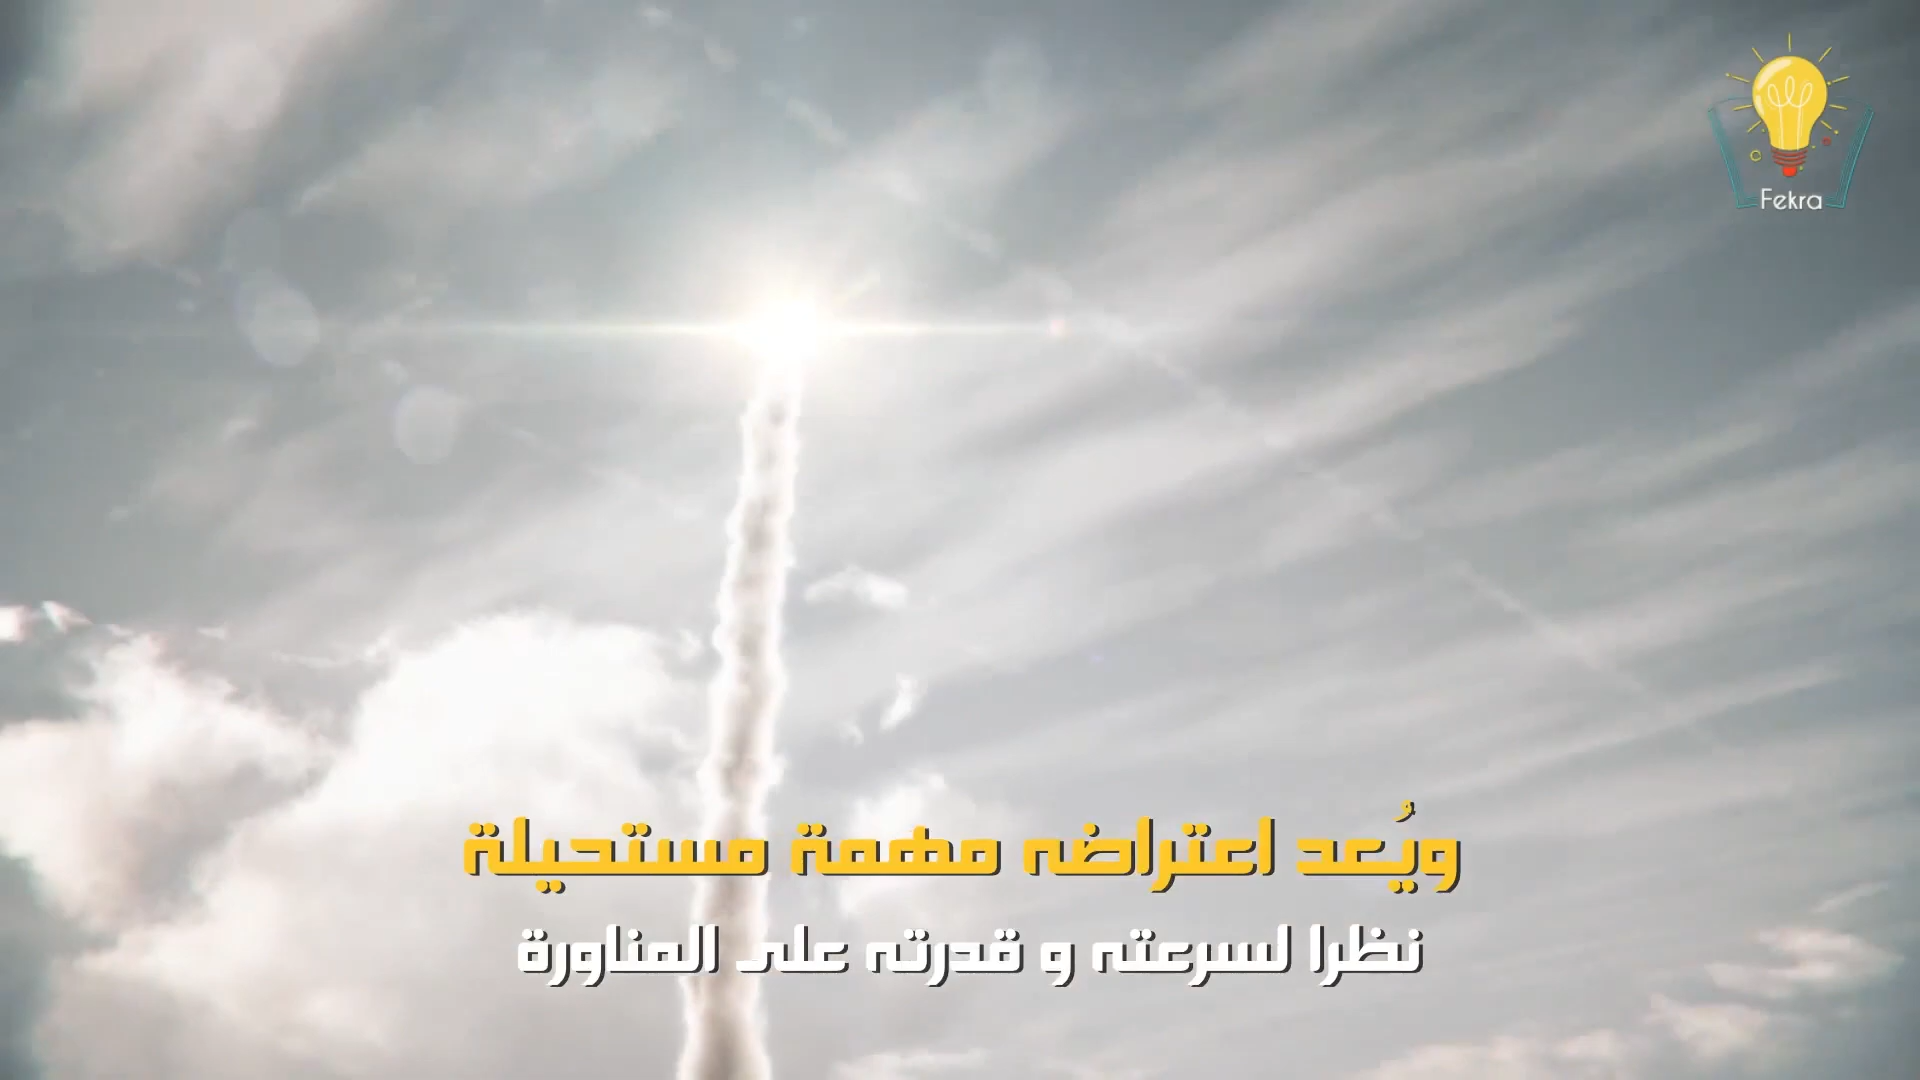 Fekra
ويُعد اعتراضه مهمة مستحيلة
نظرا لسرعته و قدرته على المناورة